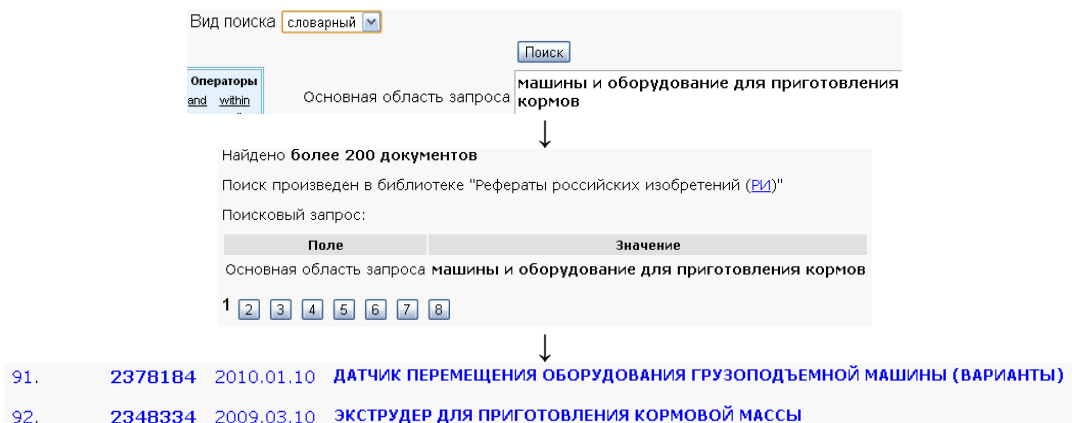 Вид поиска словарный
Поиск
Операторы
and within
Основная область запроса
машины и оборудование для приготовления
кормов
↓
Найдено более 200 документов
Поиск произведен в библиотеке "Рефераты российских изобретений (РИ)"
Поисковый запрос:
Поле Значение
Основная область запроса машины и оборудование для приготовления кормов
1 2 3 4 5 6 7 8
↓
91. 2378184 2010.01.10 ДАТЧИК ПЕРЕМЕЩЕНИЯ ОБОРУДОВАНИЯ ГРУЗОПОДЪЕМНОЙ МАШИНЫ (ВАРИАНТЫ)
92. 2348334 2009.03.10 ЭКСТРУДЕР ДЛЯ ПРИГОТОВЛЕНИЯ КОРМОВОЙ МАССЫ